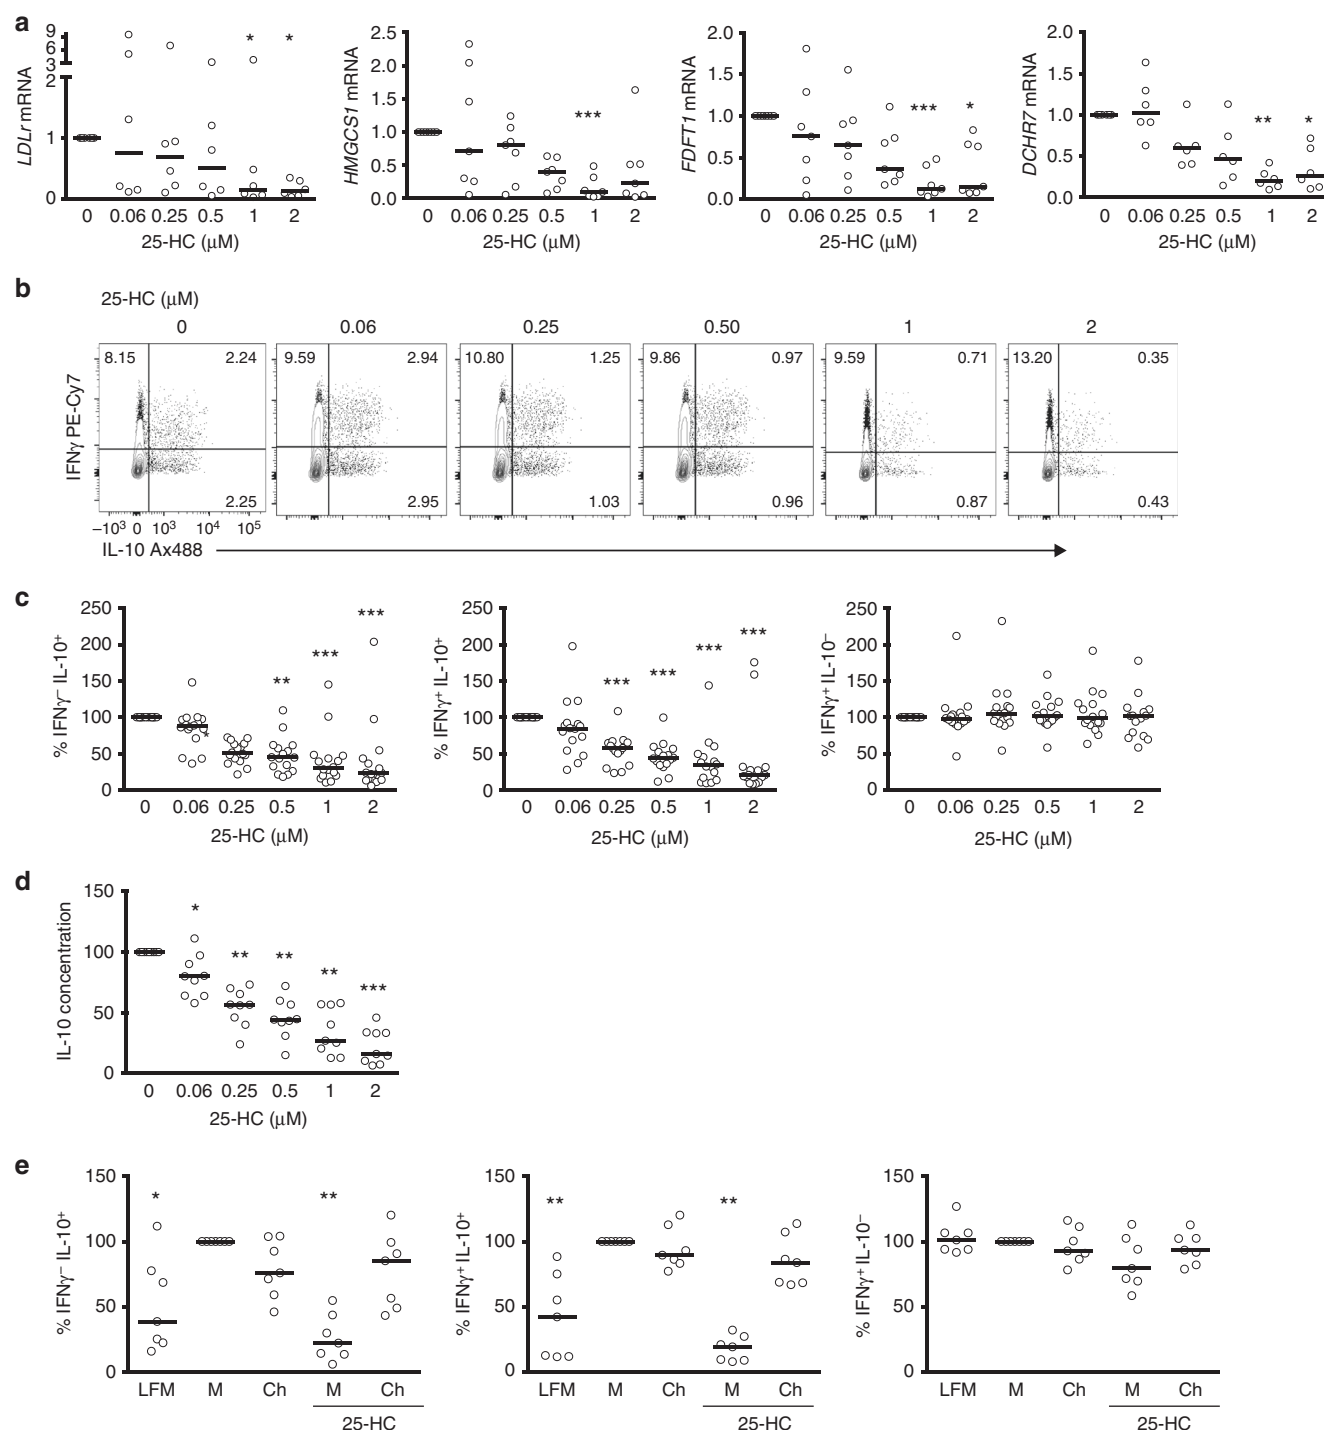 a
9
6
3
2
1
0
LDLr mRNA
* *
0 0.06 0.25 0.5 1 2
25-HC (μM)
2.5
2.0
1.5
1.0
0.5
0.0
HMGCS1 mRNA
***
0 0.06 0.25 0.5 1 2
25-HC (μM)
2.0
1.5
1.0
0.5
0.0
FDFT1 mRNA
*** *
0 0.06 0.25 0.5 1 2
25-HC (μM)
2.0
1.5
1.0
0.5
0.0
DCHR7 mRNA
** *
0 0.06 0.25 0.5 1 2
25-HC (μM)
b
25-HC (μM)
0 0.06 0.25 0.50 1 2
8.15 2.24 9.59 2.94 10.80 1.25 9.86 0.97 9.59 0.71 13.20 0.35
IFNγ PE-Cy7
2.25 2.95 1.03 0.96 0.87 0.43
−10³ 0 10³ 10⁴ 10⁵
IL-10 Ax488
c
250
200
150
100
50
0
% IFNγ⁻ IL-10⁺
*
** *** ***
0 0.06 0.25 0.5 1 2
25-HC (μM)
250
200
150
100
50
0
% IFNγ⁺ IL-10⁺
*** *** *** ***
0 0.06 0.25 0.5 1 2
25-HC (μM)
250
200
150
100
50
0
% IFNγ⁺ IL-10⁻
0 0.06 0.25 0.5 1 2
25-HC (μM)
d
150
100
50
0
IL-10 concentration
* ** ** ** ***
0 0.06 0.25 0.5 1 2
25-HC (μM)
e
150
100
50
0
% IFNγ⁻ IL-10⁺
* **
LFM M Ch M Ch
25-HC
150
100
50
0
% IFNγ⁺ IL-10⁺
** **
LFM M Ch M Ch
25-HC
150
100
50
0
% IFNγ⁺ IL-10⁻
LFM M Ch M Ch
25-HC